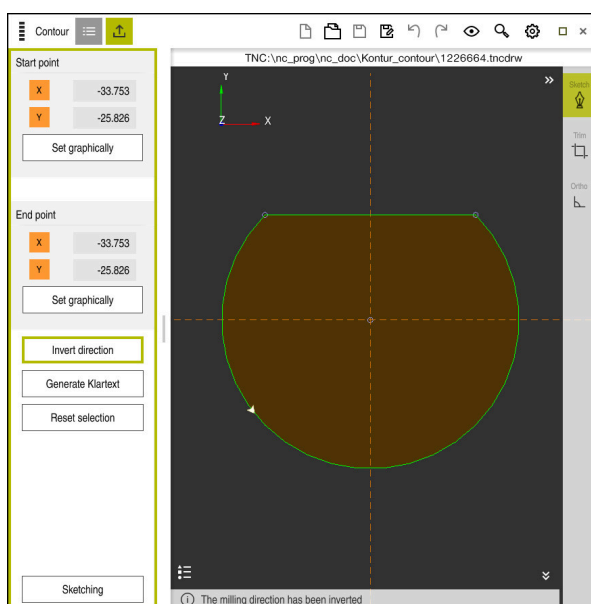 Contour
TNC:\nc_prog\nc_doc\Kontur_contour\1226664.tncdrw
Start point
X -33.753
Y -25.826
Set graphically
End point
X -33.753
Y -25.826
Set graphically
Invert direction
Generate Klartext
Reset selection
Sketching
Y
Z
X
Sketch
Trim
Ortho
The milling direction has been inverted